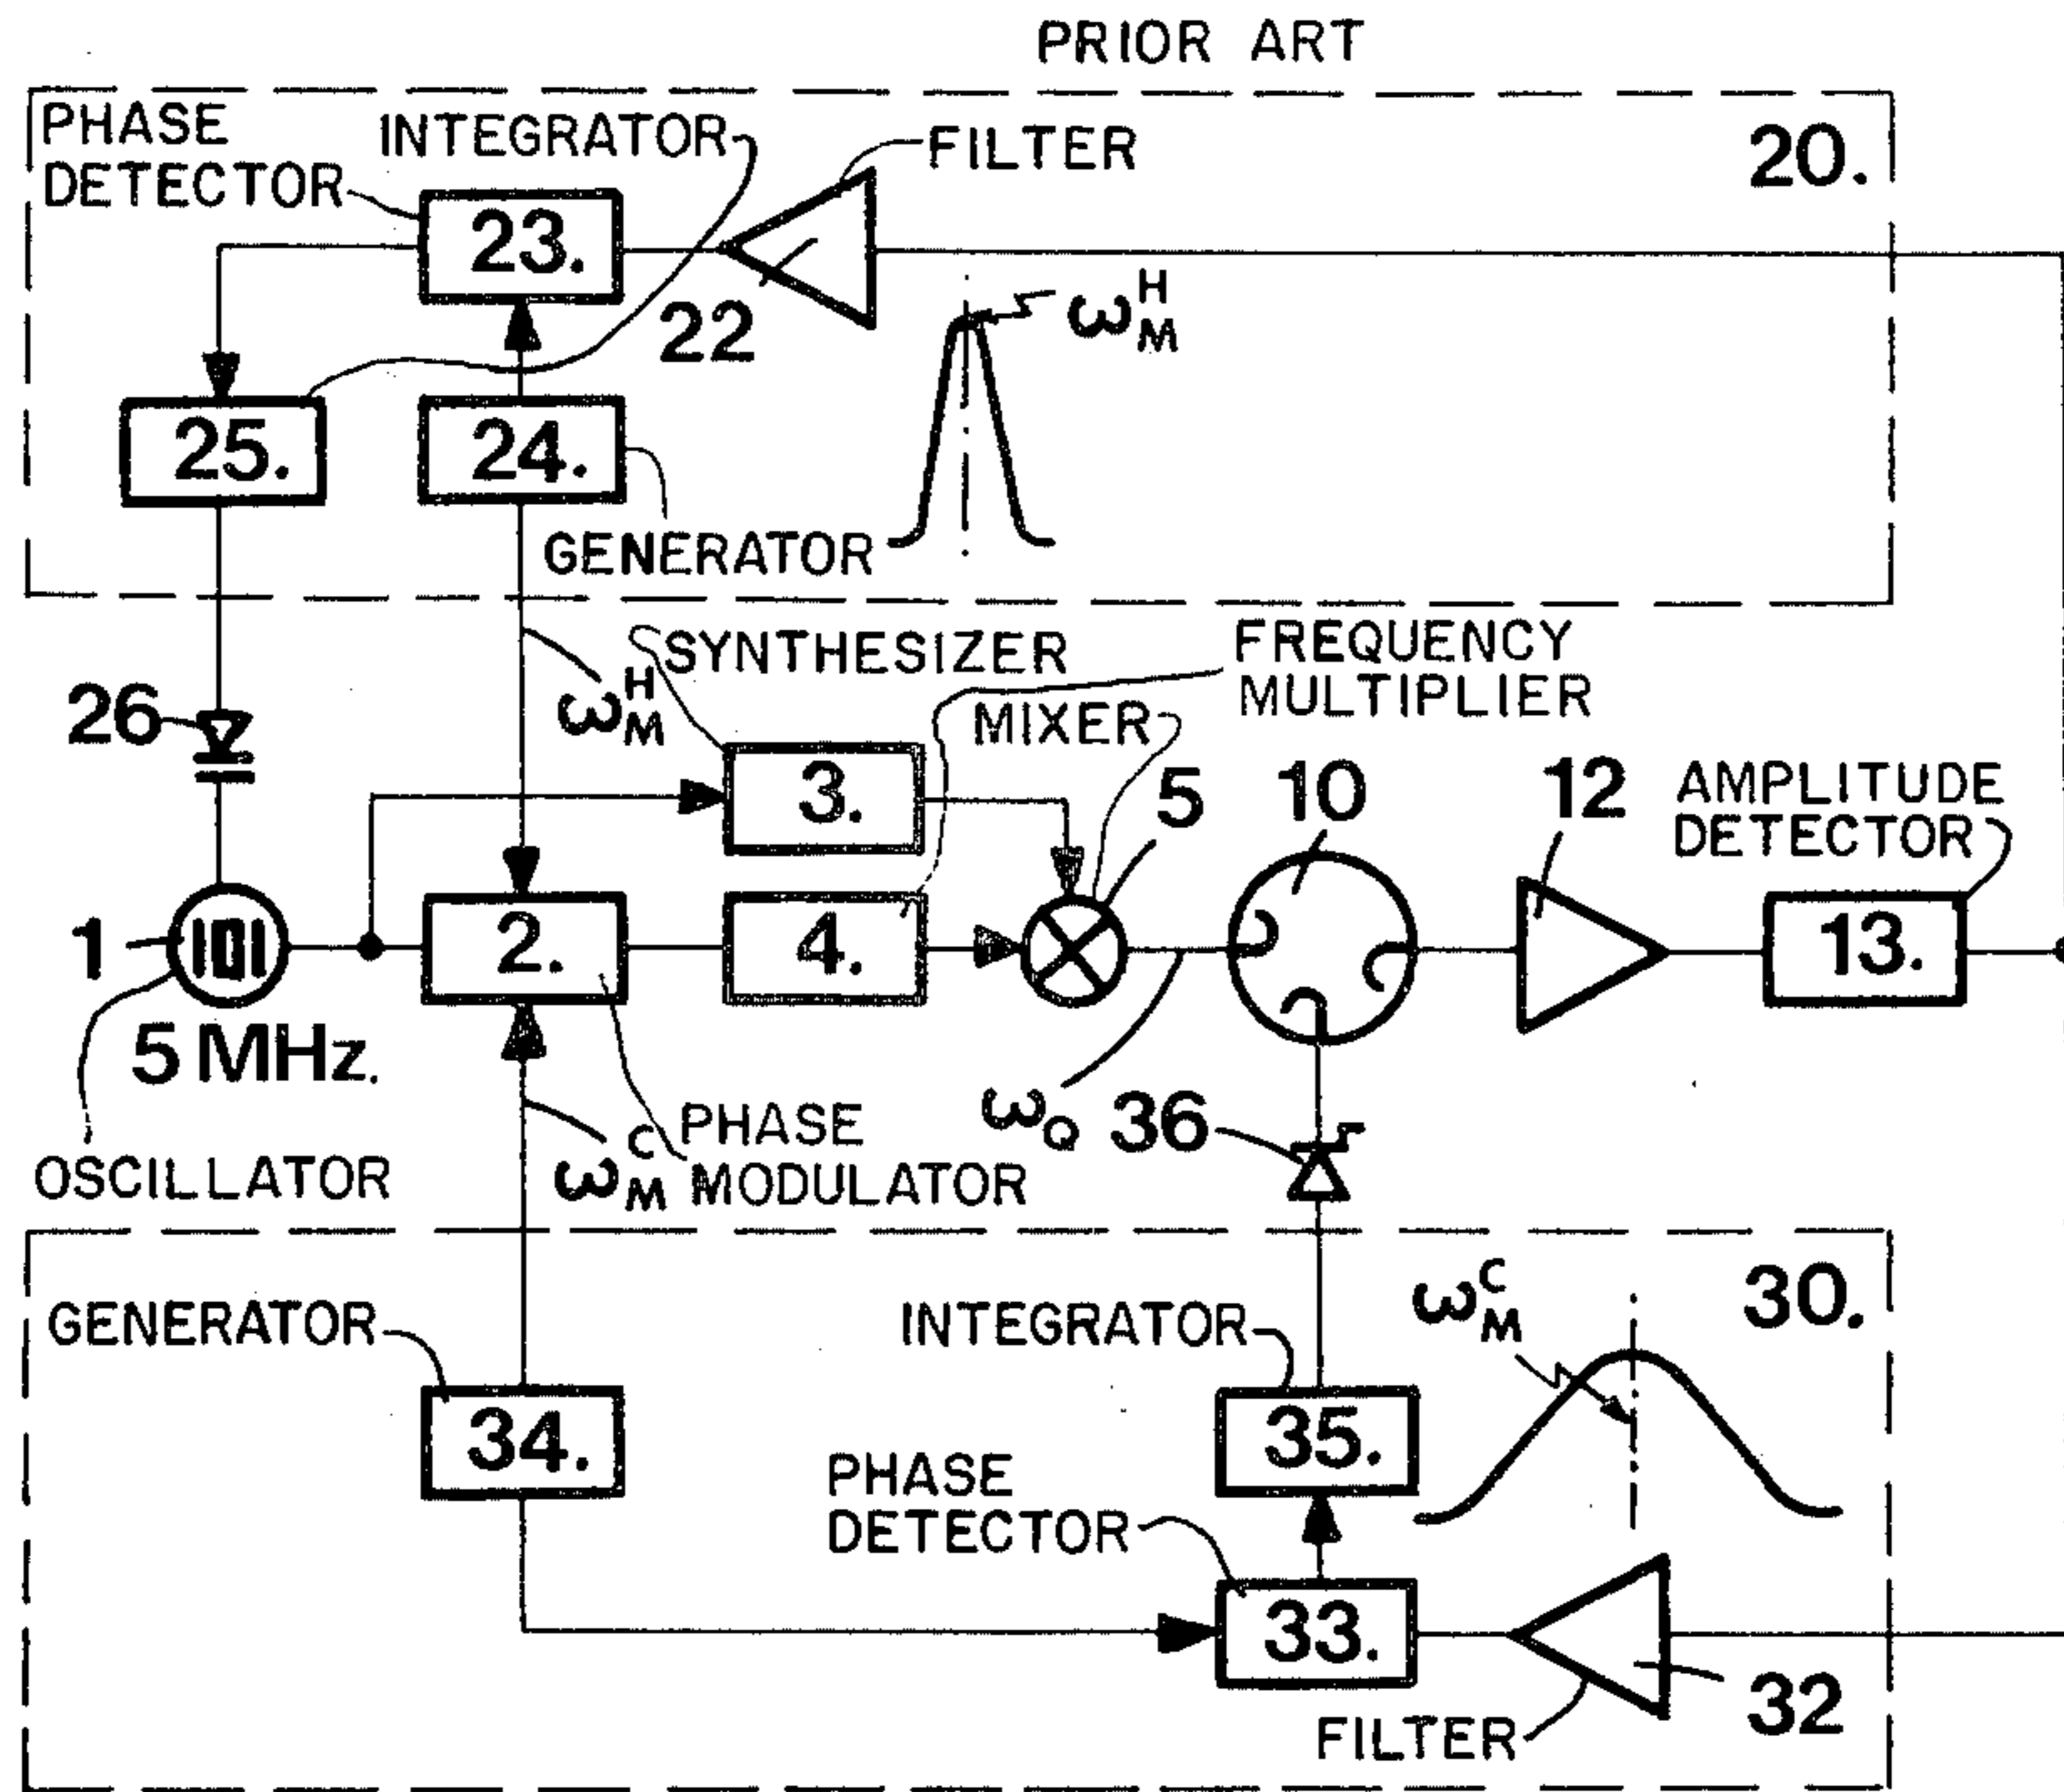 PRIOR ART
PHASE
DETECTOR
INTEGRATOR
FILTER
20.
23.
22
ω
H
M
25.
24.
GENERATOR
SYNTHESIZER
FREQUENCY
MULTIPLIER
26
ω
H
M
MIXER
3.
5
10
12
AMPLITUDE
DETECTOR
1
2.
4.
13.
5 MHz.
ω
Q
36
PHASE
MODULATOR
OSCILLATOR
ω
C
M
GENERATOR
INTEGRATOR
ω
C
M
30.
34.
35.
PHASE
DETECTOR
33.
32
FILTER